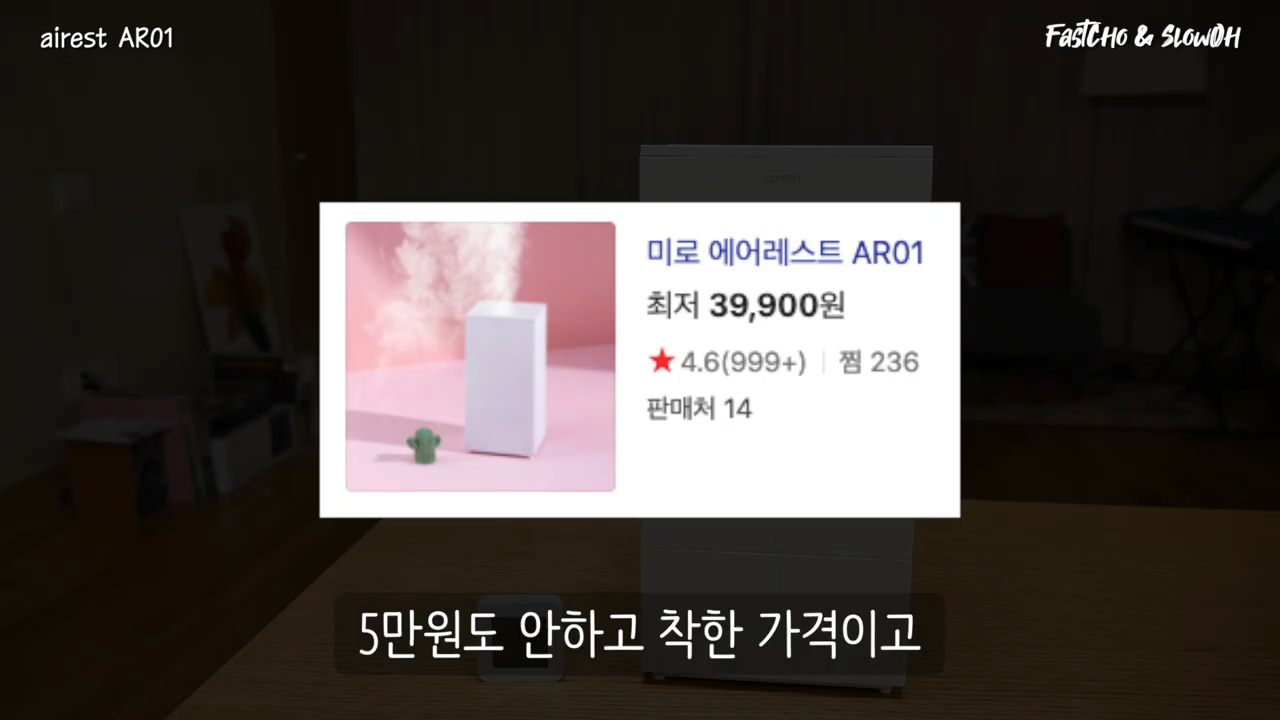 airest AR01
FASTCHO & SLOWOH
미로 에어레스트 AR01
최저 39,900원
★ 4.6(999+) | 찜 236
판매처 14
5만원도 안하고 착한 가격이고